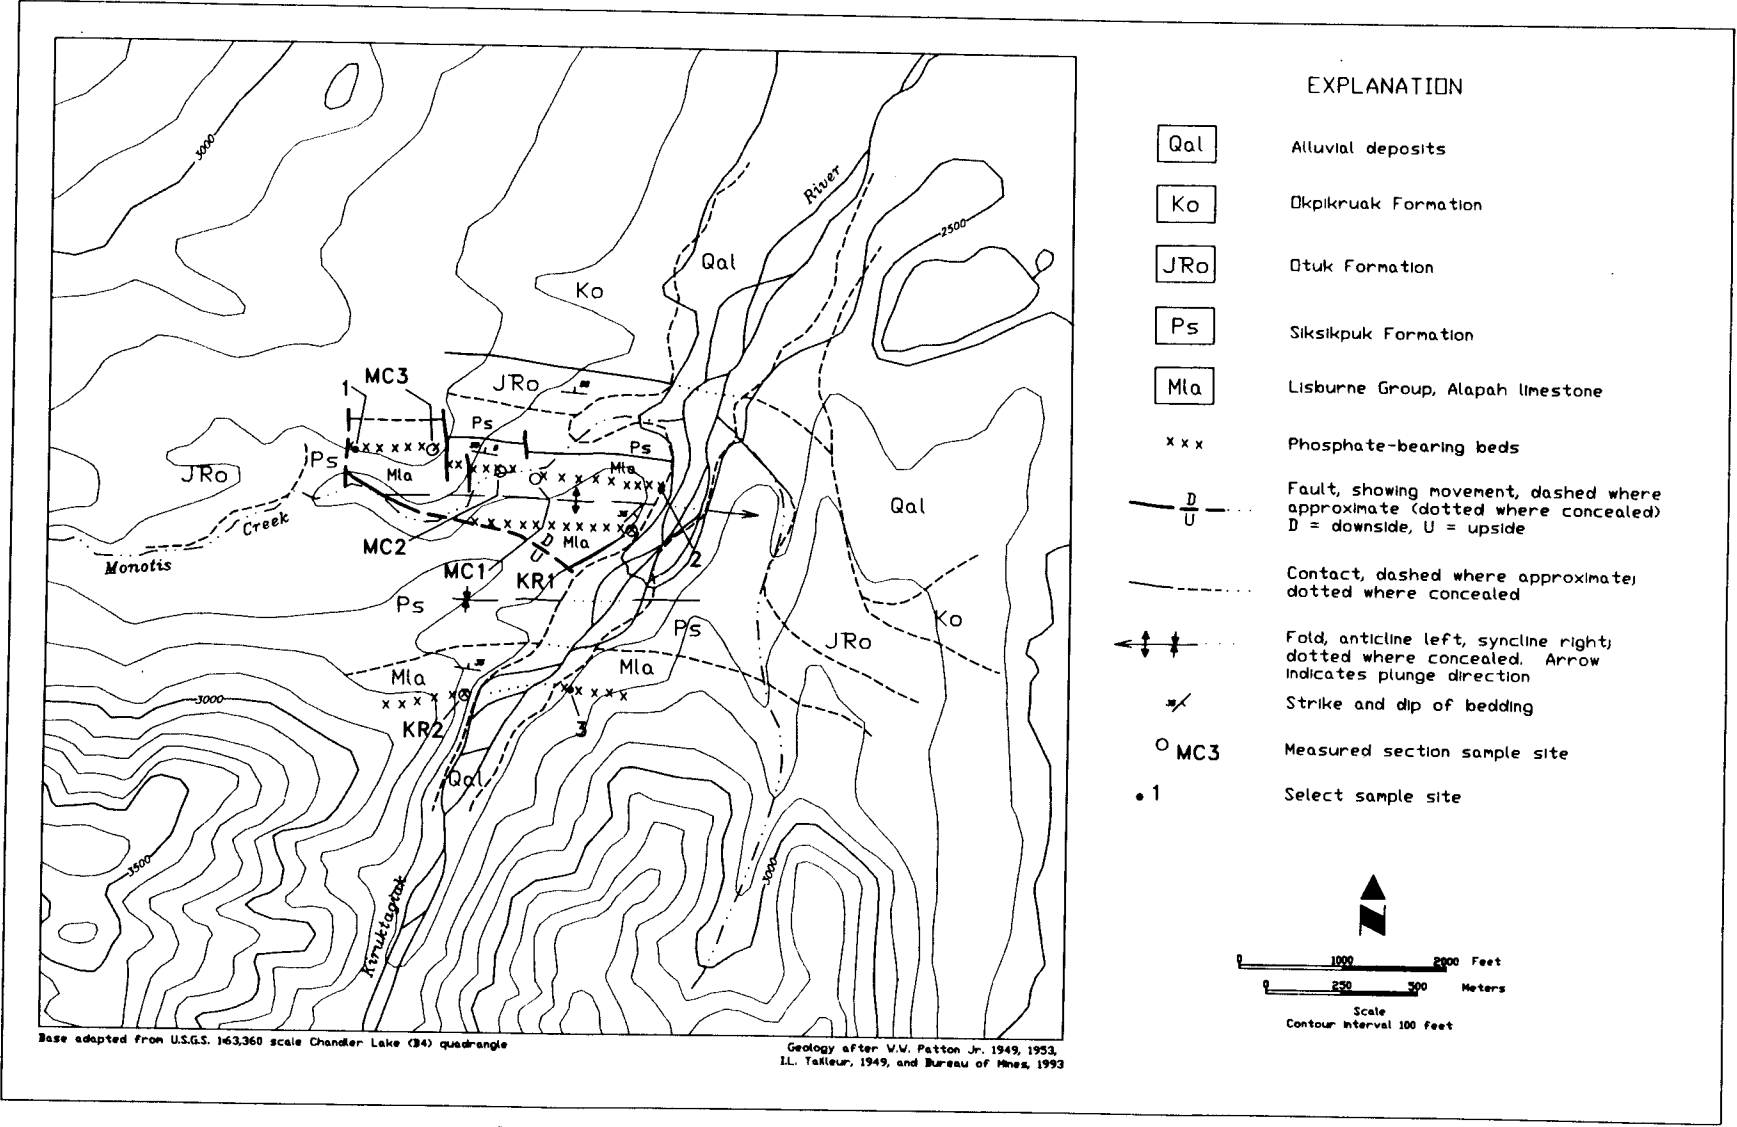 3000
River
2500
Qal
Ko
MC3
1
JƦo
Ps
Ps
Ps
JƦo
Mla
Mla
Qal
Creek
Monotis
MC2
D
U
Mla
MC1
KR1
2
Ps
Ps
JƦo
Ko
Mla
Mla
3000
KR2
3
Qal
3500
3000
Kiruktagiak
Base adapted from U.S.G.S. 1:63,360 scale Chandler Lake (B4) quadrangle
Geology after W.W. Patton Jr. 1949, 1953,
I.L. Tailleur, 1949, and Bureau of Mines, 1993
EXPLANATION
Qal Alluvial deposits
Ko Okpikruak Formation
JƦo Otuk Formation
Ps Siksikpuk Formation
Mla Lisburne Group, Alapah limestone
x x x Phosphate-bearing beds
D
U
Fault, showing movement, dashed where
approximate (dotted where concealed)
D = downside, U = upside
Contact, dashed where approximate;
dotted where concealed
Fold, anticline left, syncline right;
dotted where concealed. Arrow
indicates plunge direction
Strike and dip of bedding
MC3 Measured section sample site
1 Select sample site
N
0 1000 2000 Feet
0 250 500 Meters
Scale
Contour Interval 100 feet